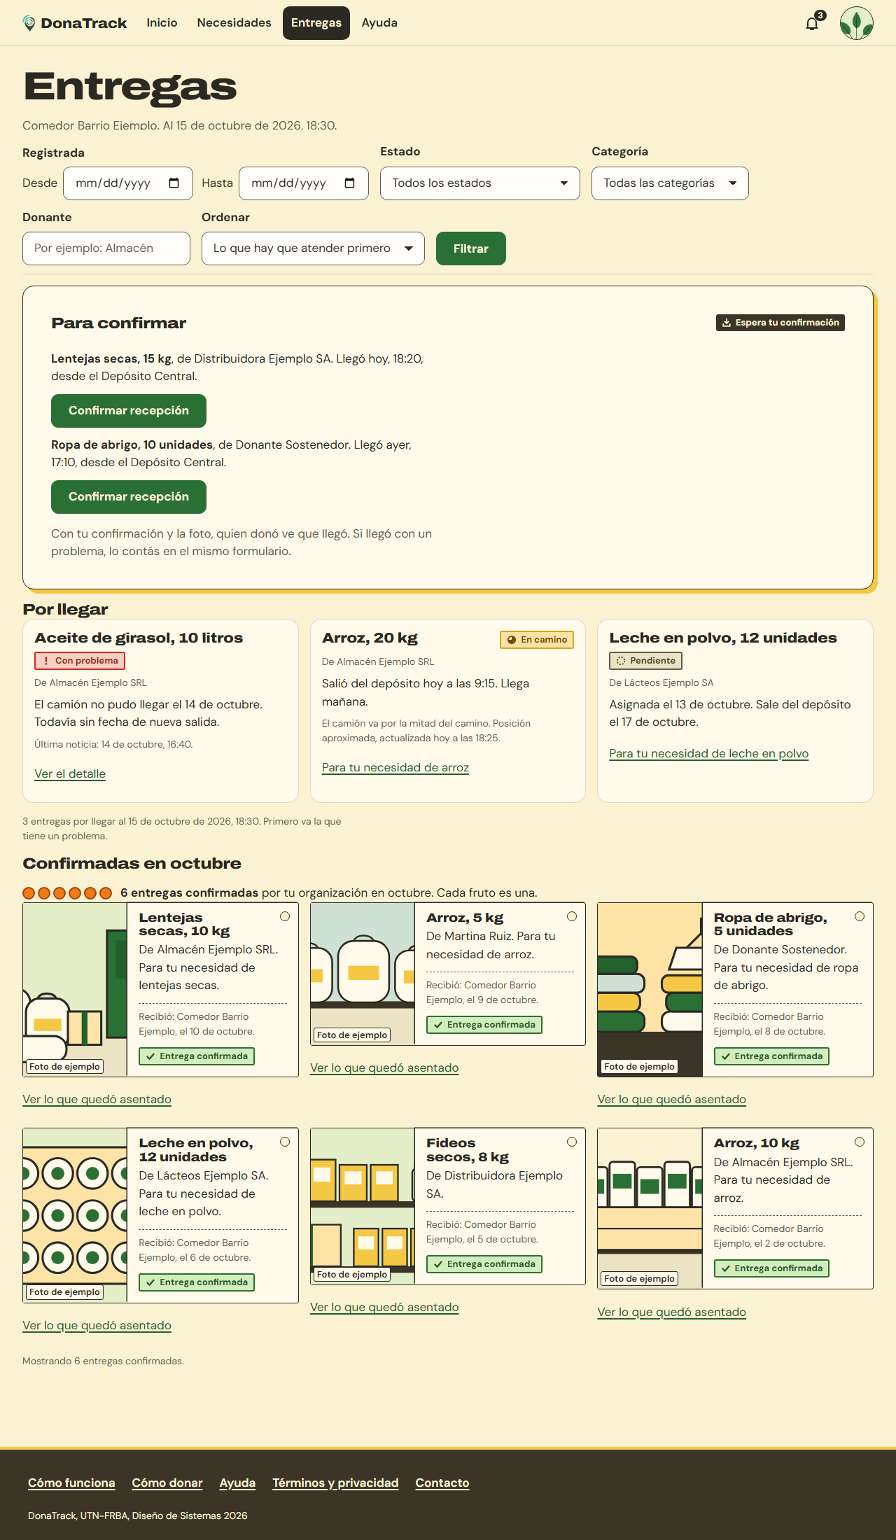 DonaTrack
Inicio
Necesidades
Entregas
Ayuda
3
Entregas
Comedor Barrio Ejemplo. Al 15 de octubre de 2026, 18:30.
Registrada
Desde
mm/dd/yyyy
Hasta
mm/dd/yyyy
Estado
Todos los estados
Categoría
Todas las categorías
Donante
Por ejemplo: Almacén
Ordenar
Lo que hay que atender primero
Filtrar
Para confirmar
Espera tu confirmación
Lentejas secas, 15 kg, de Distribuidora Ejemplo SA. Llegó hoy, 18:20,
desde el Depósito Central.
Confirmar recepción
Ropa de abrigo, 10 unidades, de Donante Sostenedor. Llegó ayer,
17:10, desde el Depósito Central.
Confirmar recepción
Con tu confirmación y la foto, quien donó ve que llegó. Si llegó con un
problema, lo contás en el mismo formulario.
Por llegar
Aceite de girasol, 10 litros
! Con problema
De Almacén Ejemplo SRL
El camión no pudo llegar el 14 de octubre.
Todavía sin fecha de nueva salida.
Última noticia: 14 de octubre, 16:40.
Ver el detalle
Arroz, 20 kg
En camino
De Almacén Ejemplo SRL
Salió del depósito hoy a las 9:15. Llega
mañana.
El camión va por la mitad del camino. Posición
aproximada, actualizada hoy a las 18:25.
Para tu necesidad de arroz
Leche en polvo, 12 unidades
Pendiente
De Lácteos Ejemplo SA
Asignada el 13 de octubre. Sale del depósito
el 17 de octubre.
Para tu necesidad de leche en polvo
3 entregas por llegar al 15 de octubre de 2026, 18:30. Primero va la que
tiene un problema.
Confirmadas en octubre
6 entregas confirmadas por tu organización en octubre. Cada fruto es una.
Foto de ejemplo
Lentejas
secas, 10 kg
De Almacén Ejemplo SRL.
Para tu necesidad de
lentejas secas.
Recibió: Comedor Barrio
Ejemplo, el 10 de octubre.
Entrega confirmada
Ver lo que quedó asentado
Foto de ejemplo
Arroz, 5 kg
De Martina Ruiz. Para tu
necesidad de arroz.
Recibió: Comedor Barrio
Ejemplo, el 9 de octubre.
Entrega confirmada
Ver lo que quedó asentado
Foto de ejemplo
Ropa de abrigo,
5 unidades
De Donante Sostenedor.
Para tu necesidad de ropa
de abrigo.
Recibió: Comedor Barrio
Ejemplo, el 8 de octubre.
Entrega confirmada
Ver lo que quedó asentado
Foto de ejemplo
Leche en polvo,
12 unidades
De Lácteos Ejemplo SA.
Para tu necesidad de
leche en polvo.
Recibió: Comedor Barrio
Ejemplo, el 6 de octubre.
Entrega confirmada
Ver lo que quedó asentado
Foto de ejemplo
Fideos
secos, 8 kg
De Distribuidora Ejemplo
SA.
Recibió: Comedor Barrio
Ejemplo, el 5 de octubre.
Entrega confirmada
Ver lo que quedó asentado
Foto de ejemplo
Arroz, 10 kg
De Almacén Ejemplo SRL.
Para tu necesidad de
arroz.
Recibió: Comedor Barrio
Ejemplo, el 2 de octubre.
Entrega confirmada
Ver lo que quedó asentado
Mostrando 6 entregas confirmadas.
Cómo funciona
Cómo donar
Ayuda
Términos y privacidad
Contacto
DonaTrack, UTN-FRBA, Diseño de Sistemas 2026